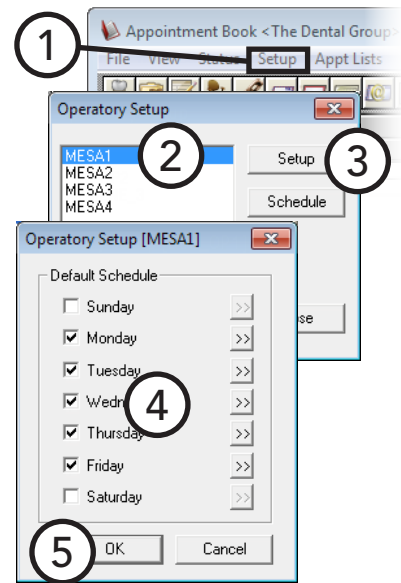 1
Appointment Book <The Dental Group>
File View Setup Appt Lists
Operatory Setup
MESA1
MESA2
MESA3
MESA4
2
Setup
3
Schedule
Operatory Setup [MESA1]
Default Schedule
Sunday >>
Monday >>
Tuesday >>
>>
4
Thursday >>
Friday >>
Saturday >>
5
OK Cancel